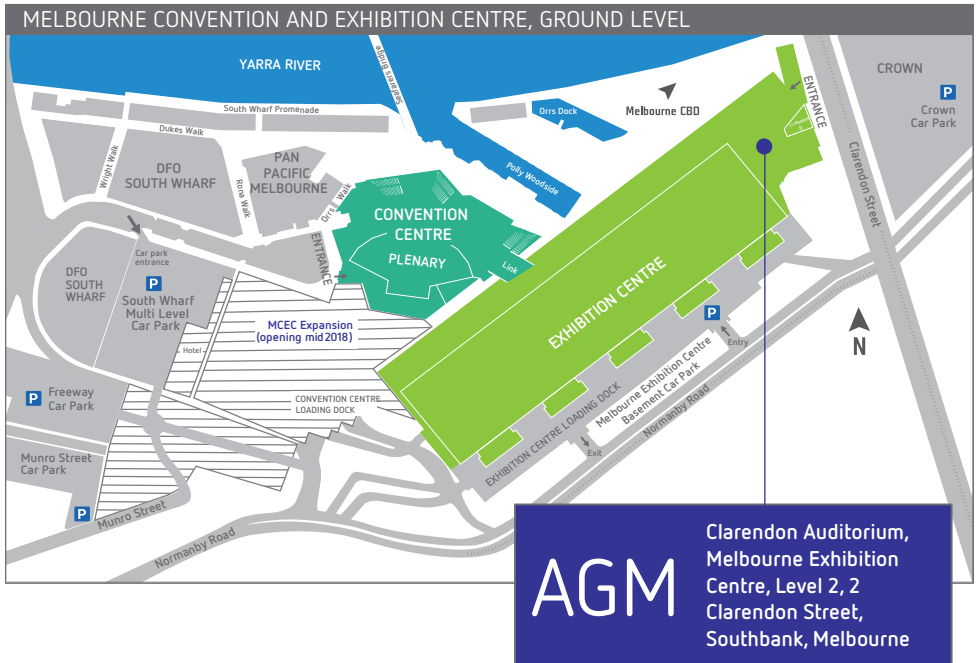 MELBOURNE CONVENTION AND EXHIBITION CENTRE, GROUND LEVEL
YARRA RIVER
Seafarers Bridge
South Wharf Promenade
Dukes Walk
Wright Walk
DFO
SOUTH WHARF
Rona Walk
PAN
PACIFIC
MELBOURNE
Orrs Walk
Orrs Dock
Polly Woodside
Melbourne CBD
ENTRANCE
CROWN
P
Crown
Car Park
Clarendon Street
CONVENTION
CENTRE
PLENARY
Link
ENTRANCE
Car park
entrance
P
South Wharf
Multi Level
Car Park
DFO
SOUTH
WHARF
MCEC Expansion
(opening mid2018)
Hotel
EXHIBITION CENTRE
P
Entry
N
Melbourne Exhibition Centre
Basement Car Park
Normanby Road
EXHIBITION CENTRE LOADING DOCK
Exit
CONVENTION CENTRE
LOADING DOCK
P
Freeway
Car Park
Munro Street
Car Park
P
Munro Street
Normanby Road
AGM
Clarendon Auditorium,
Melbourne Exhibition
Centre, Level 2, 2
Clarendon Street,
Southbank, Melbourne